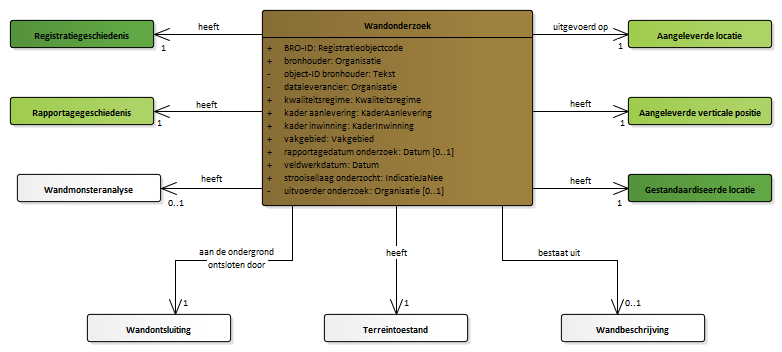 Wandonderzoek
+ BRO-ID: Registratieobjectcode
+ bronhouder: Organisatie
- object-ID bronhouder: Tekst
- dataleverancier: Organisatie
+ kwaliteitsregime: Kwaliteitsregime
+ kader aanlevering: KaderAanlevering
+ kader inwinning: KaderInwinning
+ vakgebied: Vakgebied
+ rapportagedatum onderzoek: Datum [0..1]
+ veldwerkdatum: Datum
+ strooisellaag onderzocht: IndicatieJaNee
- uitvoerder onderzoek: Organisatie [0..1]
Registratiegeschiedenis
heeft
1
Rapportagegeschiedenis
heeft
1
Wandmonsteranalyse
heeft
0..1
uitgevoerd op
1
Aangeleverde locatie
heeft
1
Aangeleverde verticale positie
heeft
1
Gestandaardiseerde locatie
aan de ondergrond
ontsloten door
1
Wandontsluiting
heeft
1
Terreintoestand
bestaat uit
0..1
Wandbeschrijving